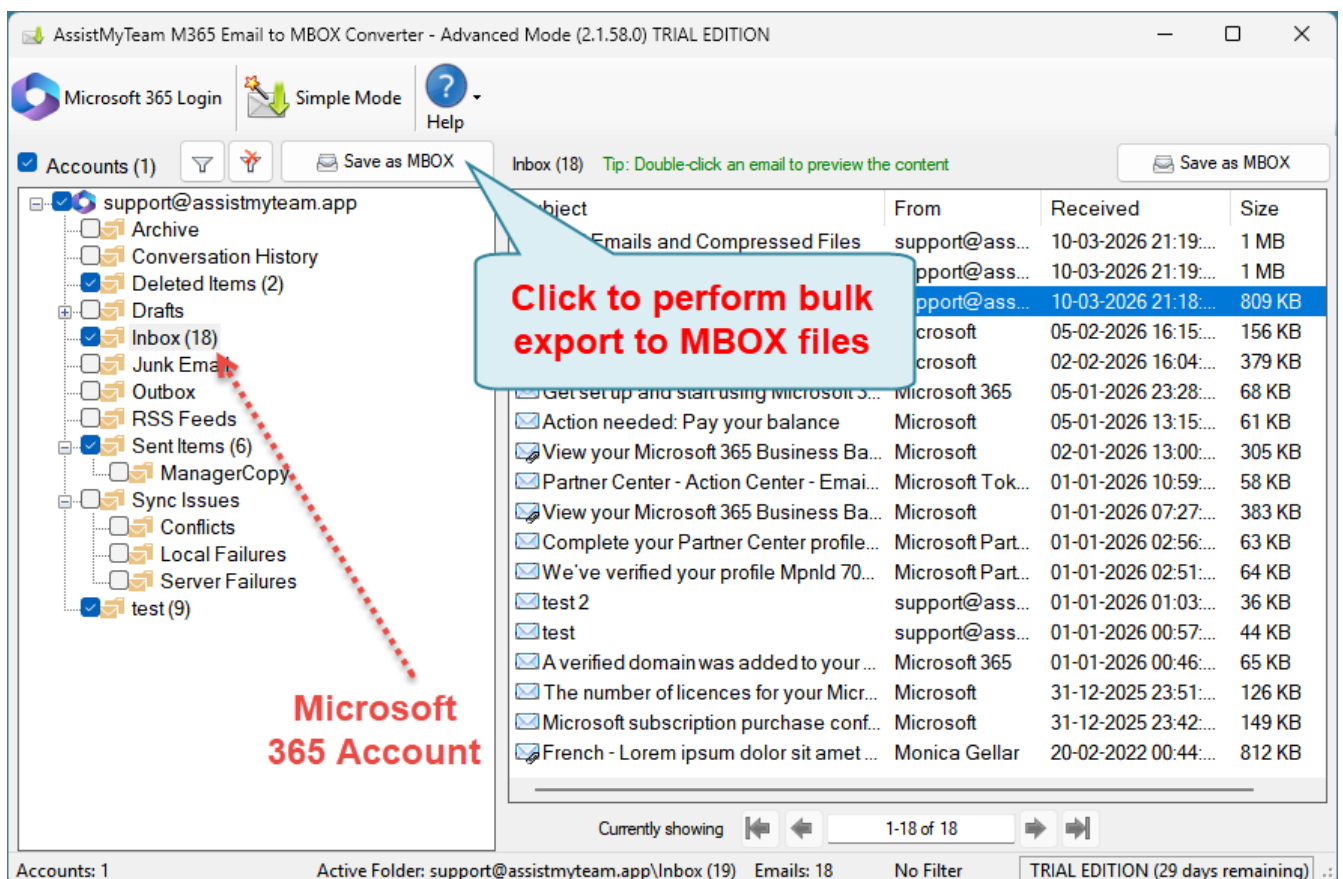 AssistMyTeam M365 Email to MBOX Converter - Advanced Mode (2.1.58.0) TRIAL EDITION
Microsoft 365 Login
Simple Mode
Help
Accounts (1)
Save as MBOX
Inbox (18) Tip: Double-click an email to preview the content
Save as MBOX
support@assistmyteam.app
Archive
Conversation History
Deleted Items (2)
Drafts
Inbox (18)
Junk Email
Outbox
RSS Feeds
Sent Items (6)
ManagerCopy
Sync Issues
Conflicts
Local Failures
Server Failures
test (9)
Microsoft
365 Account
Click to perform bulk
export to MBOX files
From Received Size
Emails and Compressed Files support@ass... 10-03-2026 21:19:... 1 MB
10-03-2026 21:19:... 1 MB
10-03-2026 21:18:... 809 KB
05-02-2026 16:15:... 156 KB
02-02-2026 16:04:... 379 KB
Get set up and start using Microsoft 3... Microsoft 365 05-01-2026 23:28:... 68 KB
Action needed: Pay your balance Microsoft 05-01-2026 13:15:... 61 KB
View your Microsoft 365 Business Ba... Microsoft 02-01-2026 13:00:... 305 KB
Partner Center - Action Center - Emai... Microsoft Tok... 01-01-2026 10:59:... 58 KB
View your Microsoft 365 Business Ba... Microsoft 01-01-2026 07:27:... 383 KB
Complete your Partner Center profile... Microsoft Part... 01-01-2026 02:56:... 63 KB
We've verified your profile MpnId 70... Microsoft Part... 01-01-2026 02:51:... 64 KB
test 2 support@ass... 01-01-2026 01:03:... 36 KB
test support@ass... 01-01-2026 00:57:... 44 KB
A verified domain was added to your ... Microsoft 365 01-01-2026 00:46:... 65 KB
The number of licences for your Micr... Microsoft 31-12-2025 23:51:... 126 KB
Microsoft subscription purchase conf... Microsoft 31-12-2025 23:42:... 149 KB
French - Lorem ipsum dolor sit amet ... Monica Gellar 20-02-2022 00:44:... 812 KB
Currently showing 1-18 of 18
Accounts: 1 Active Folder: support@assistmyteam.app\Inbox (19) Emails: 18 No Filter TRIAL EDITION (29 days remaining)